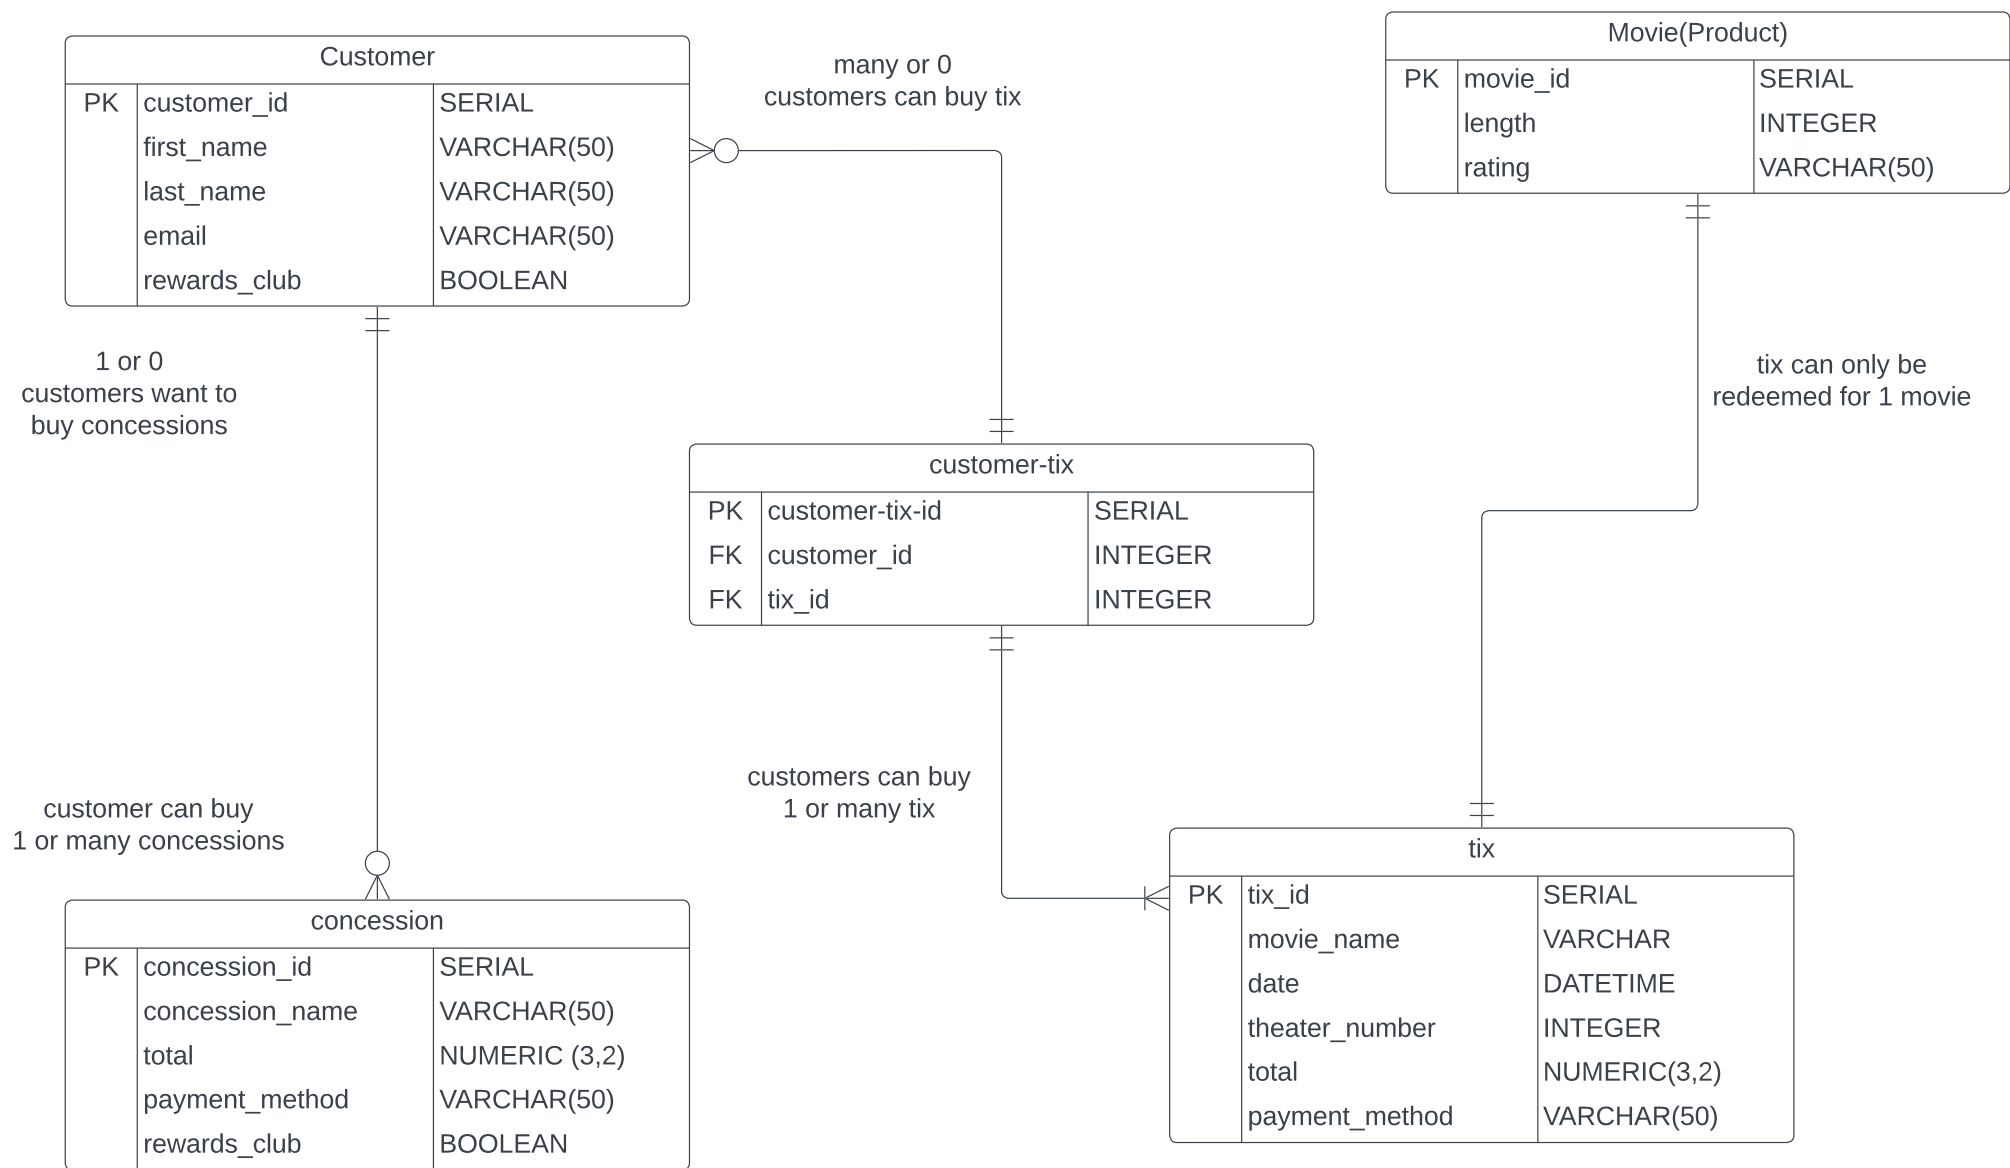 Customer
PK customer_id SERIAL
first_name VARCHAR(50)
last_name VARCHAR(50)
email VARCHAR(50)
rewards_club BOOLEAN
many or 0
customers can buy tix
Movie(Product)
PK movie_id SERIAL
length INTEGER
rating VARCHAR(50)
1 or 0
customers want to
buy concessions
tix can only be
redeemed for 1 movie
customer-tix
PK customer-tix-id SERIAL
FK customer_id INTEGER
FK tix_id INTEGER
customer can buy
1 or many concessions
customers can buy
1 or many tix
concession
PK concession_id SERIAL
concession_name VARCHAR(50)
total NUMERIC (3,2)
payment_method VARCHAR(50)
rewards_club BOOLEAN
tix
PK tix_id SERIAL
movie_name VARCHAR
date DATETIME
theater_number INTEGER
total NUMERIC(3,2)
payment_method VARCHAR(50)